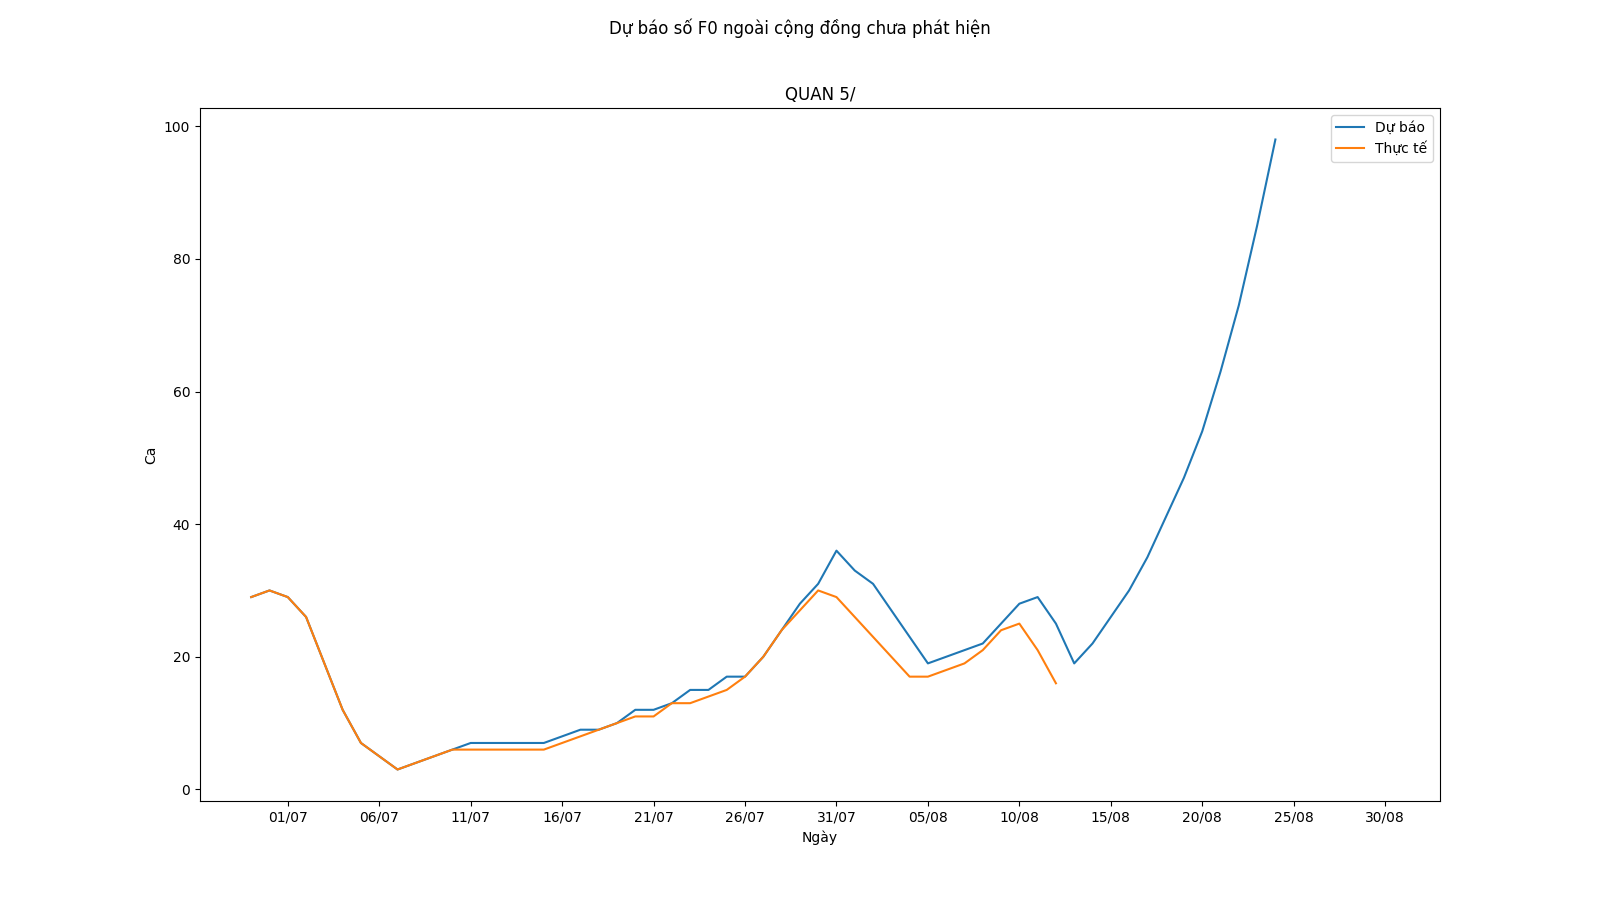 Dự báo số F0 ngoài cộng đồng chưa phát hiện
QUAN 5/
Dự báo
Thực tế
100
80
60
40
20
0
Ca
01/07 06/07 11/07 16/07 21/07 26/07 31/07 05/08 10/08 15/08 20/08 25/08 30/08
Ngày